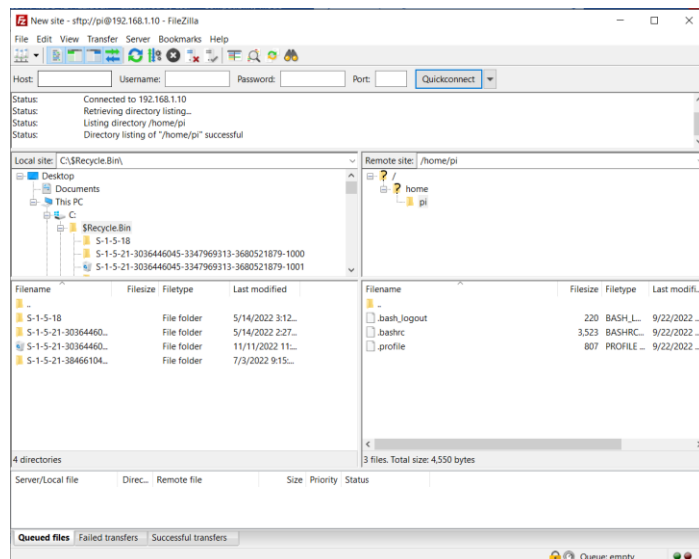 New site - sftp://pi@192.168.1.10 - FileZilla
File Edit View Transfer Server Bookmarks Help
Host: Username: Password: Port: Quickconnect
Status: Connected to 192.168.1.10
Status: Retrieving directory listing...
Status: Listing directory /home/pi
Status: Directory listing of "/home/pi" successful
Local site: C:\$Recycle.Bin\
Desktop
Documents
This PC
C:
$Recycle.Bin
S-1-5-18
S-1-5-21-3036446045-3347969313-3680521879-1000
S-1-5-21-3036446045-3347969313-3680521879-1001
Remote site: /home/pi
/
home
pi
Filename Filesize Filetype Last modified
..
S-1-5-18 File folder 5/14/2022 3:12...
S-1-5-21-30364460... File folder 5/14/2022 2:27...
S-1-5-21-30364460... File folder 11/11/2022 11:...
S-1-5-21-38466104... File folder 7/3/2022 9:15:...
4 directories
Filename Filesize Filetype Last modifi...
..
.bash_logout 220 BASH_L... 9/22/2022 ...
.bashrc 3,523 BASHRC... 9/22/2022 ...
.profile 807 PROFILE ... 9/22/2022 ...
3 files. Total size: 4,550 bytes
Server/Local file Direc... Remote file Size Priority Status
Queued files Failed transfers Successful transfers
Queue: empty